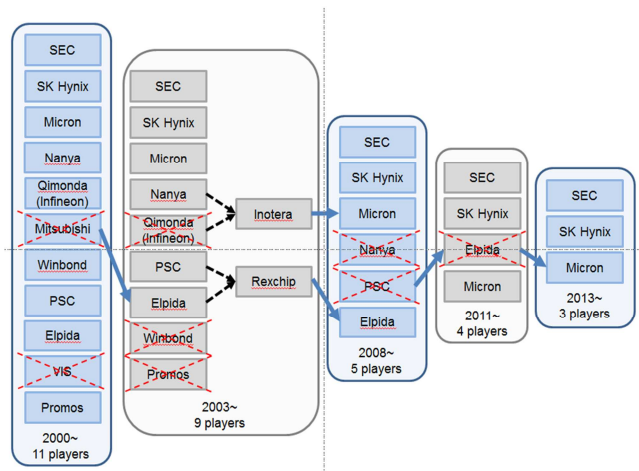 SEC
SK Hynix
Micron
Nanya
Qimonda
(Infineon)
Mitsubishi
Winbond
PSC
Elpida
VIS
Promos
2000~
11 players
SEC
SK Hynix
Micron
Nanya
Qimonda
(Infineon)
PSC
Elpida
Winbond
Promos
Inotera
Rexchip
2003~
9 players
SEC
SK Hynix
Micron
Nanya
PSC
Elpida
2008~
5 players
SEC
SK Hynix
Elpida
Micron
2011~
4 players
SEC
SK Hynix
Micron
2013~
3 players